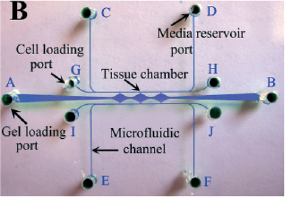 B
C
D
Media reservoir
port
Cell loading
port
G
Tissue chamber
H
A
B
Gel loading
port
I
Microfluidic
channel
J
E
F